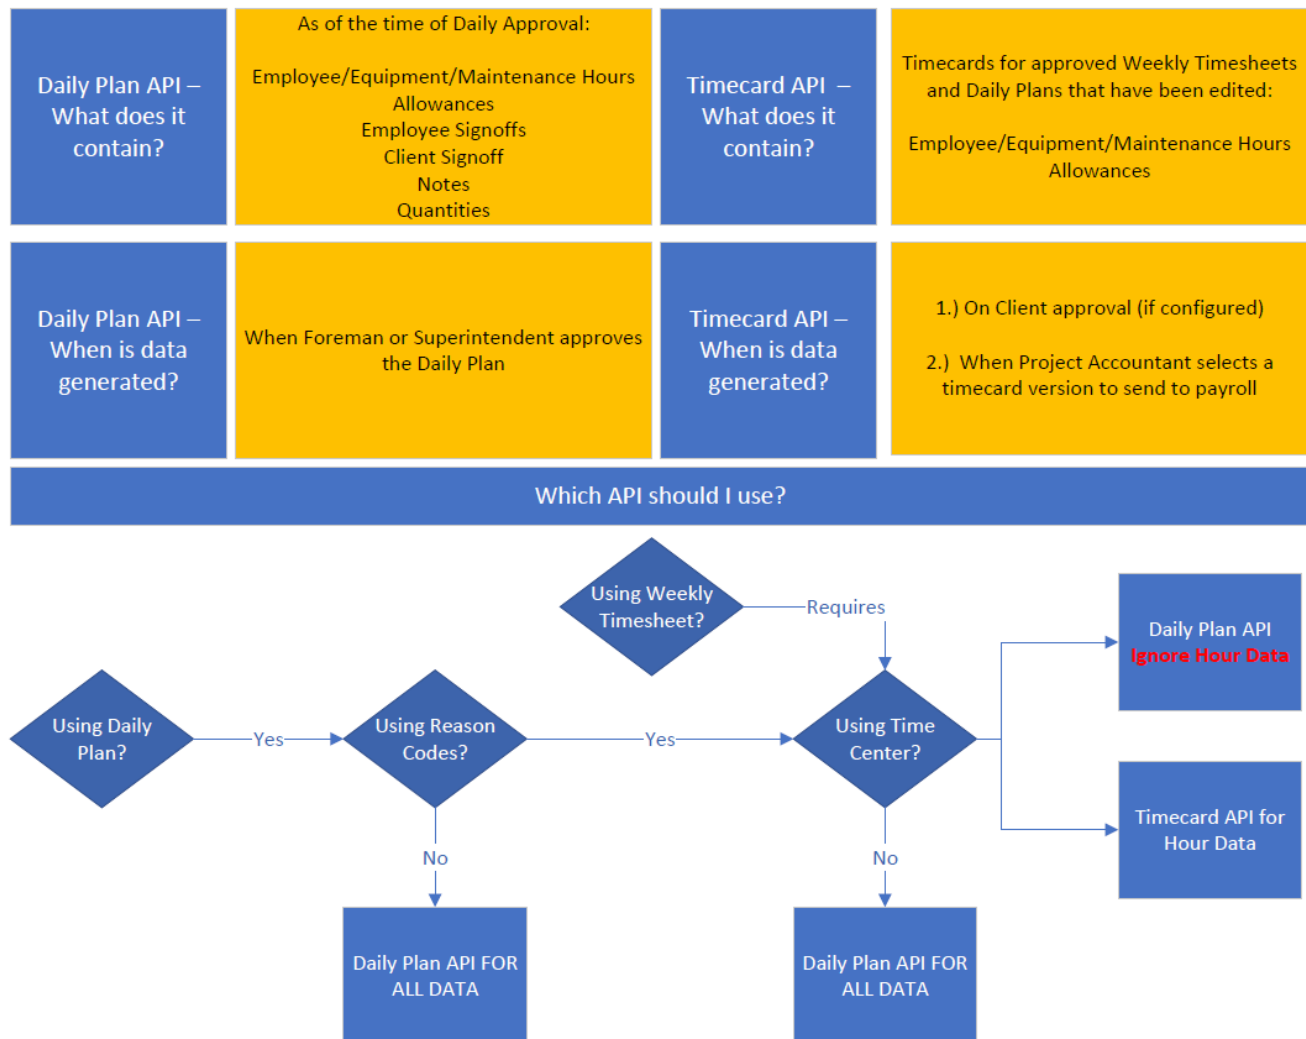 Daily Plan API –
What does it
contain?
As of the time of Daily Approval:
Employee/Equipment/Maintenance Hours
Allowances
Employee Signoffs
Client Signoff
Notes
Quantities
Timecard API –
What does it
contain?
Timecards for approved Weekly Timesheets
and Daily Plans that have been edited:
Employee/Equipment/Maintenance Hours
Allowances
Daily Plan API –
When is data
generated?
When Foreman or Superintendent approves
the Daily Plan
Timecard API –
When is data
generated?
1.) On Client approval (if configured)
2.) When Project Accountant selects a
timecard version to send to payroll
Which API should I use?
Using Weekly
Timesheet?
Requires
Daily Plan API
Ignore Hour Data
Using Daily
Plan?
Yes
Using Reason
Codes?
Yes
Using Time
Center?
Timecard API for
Hour Data
No
No
Daily Plan API FOR
ALL DATA
Daily Plan API FOR
ALL DATA